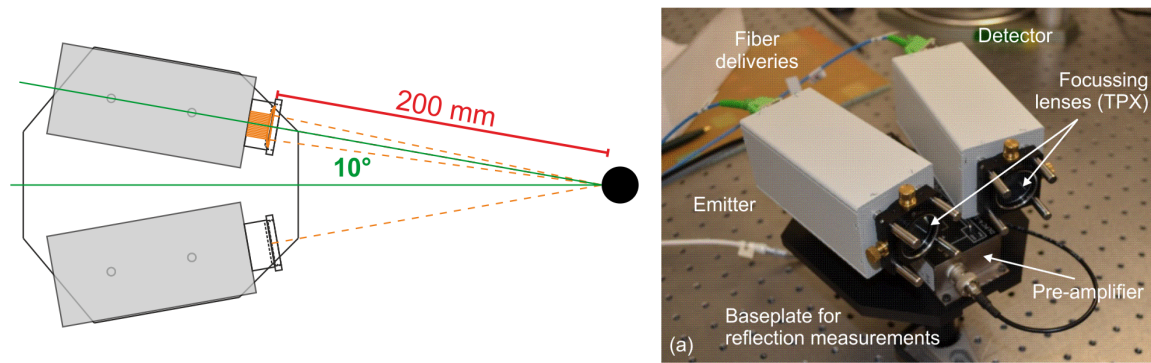 200 mm
10°
Fiber
deliveries
Detector
Focussing
lenses (TPX)
Emitter
Pre-amplifier
Baseplate for
reflection measurements
(a)